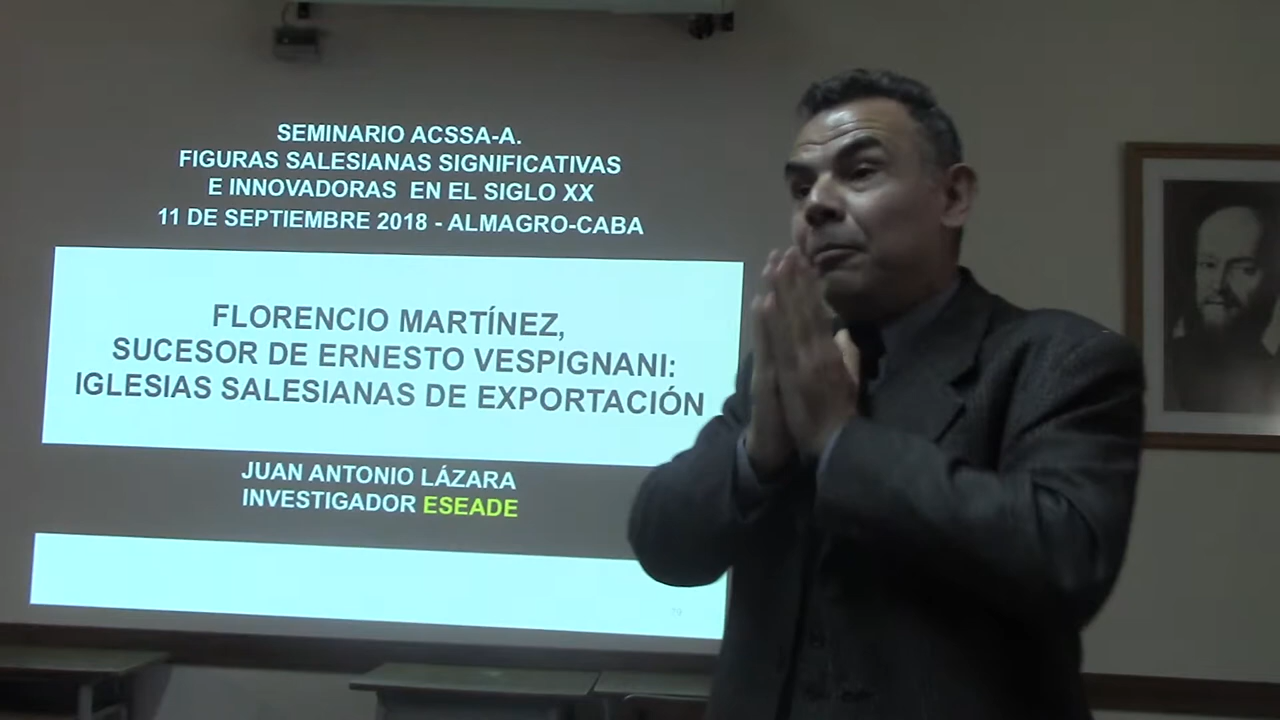 SEMINARIO ACSSA-A.
FIGURAS SALESIANAS SIGNIFICATIVAS
E INNOVADORAS EN EL SIGLO XX
11 DE SEPTIEMBRE 2018 - ALMAGRO-CABA
FLORENCIO MARTÍNEZ,
SUCESOR DE ERNESTO VESPIGNANI:
IGLESIAS SALESIANAS DE EXPORTACIÓN
JUAN ANTONIO LÁZARA
INVESTIGADOR ESEADE